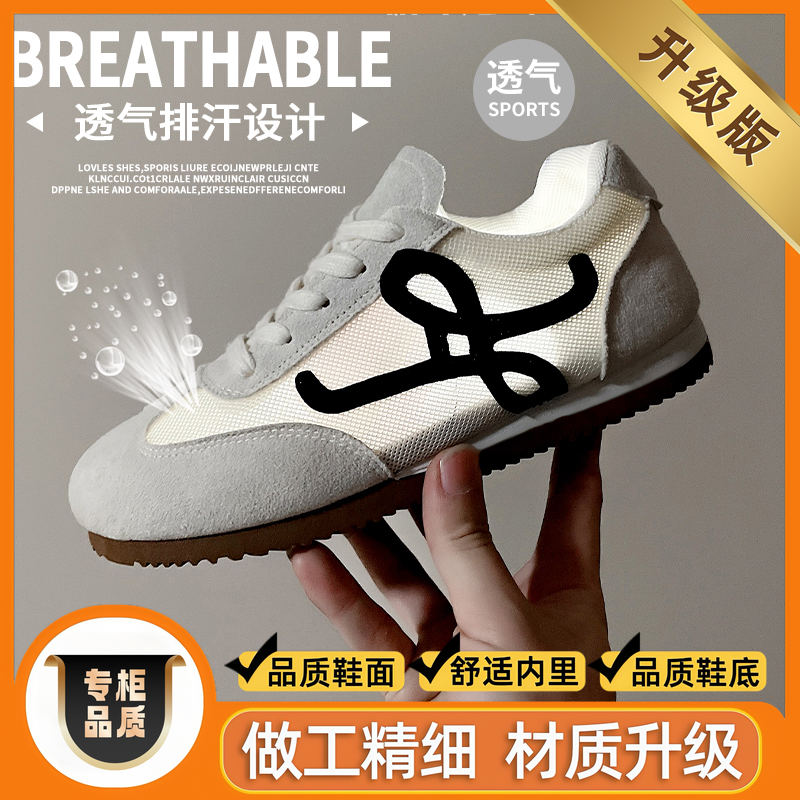 BREATHABLE
透气排汗设计
LOVLES SHES,SPORIS LIURE ECOIJNEWPRLEJI CNTE
KLNCCUI.COt1CRLALE NWXRUINCLAIR CUSICCN
DPPNE LSHE AND COMFORAALE,EXPESENEDFFERENECOMFORLI
透气
SPORTS
升级版
专柜
品质
品质鞋面
舒适内里
品质鞋底
做工精细 材质升级